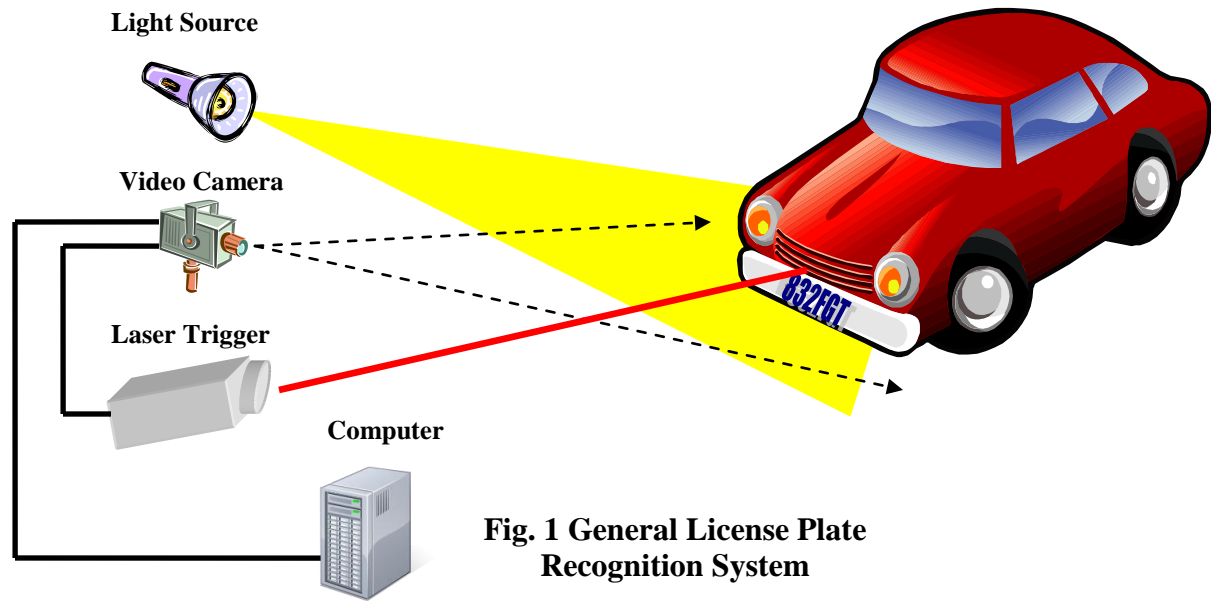 Light Source
Video Camera
832FGT
Laser Trigger
Computer
Fig. 1 General License Plate
Recognition System